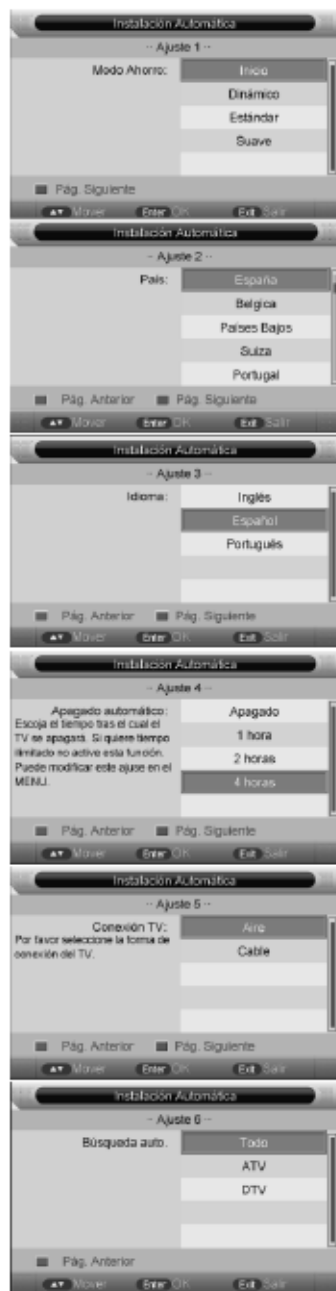 Instalación Automática
-- Ajuste 1 --
Modo Ahorro: Inicio
Dinámico
Estándar
Suave
Pág. Siguiente
Mover Enter OK Exit Salir
Instalación Automática
-- Ajuste 2 --
País: España
Belgica
Países Bajos
Suiza
Portugal
Pág. Anterior Pág. Siguiente
Mover Enter OK Exit Salir
Instalación Automática
-- Ajuste 3 --
Idioma: Inglés
Español
Portugués
Pág. Anterior Pág. Siguiente
Mover Enter OK Exit Salir
Instalación Automática
-- Ajuste 4 --
Apagado automático: Apagado
Escoja el tiempo tras el cual el
TV se apagará. Si quiere tiempo 1 hora
ilimitado no active esta función. 2 horas
Puede modificar este ajuse en el
MENU. 4 horas
Pág. Anterior Pág. Siguiente
Mover Enter OK Exit Salir
Instalación Automática
-- Ajuste 5 --
Conexión TV: Aire
Por favor seleccione la forma de
conexión del TV. Cable
Pág. Anterior Pág. Siguiente
Mover Enter OK Exit Salir
Instalación Automática
-- Ajuste 6 --
Búsqueda auto. Todo
ATV
DTV
Pág. Anterior
Mover Enter OK Exit Salir